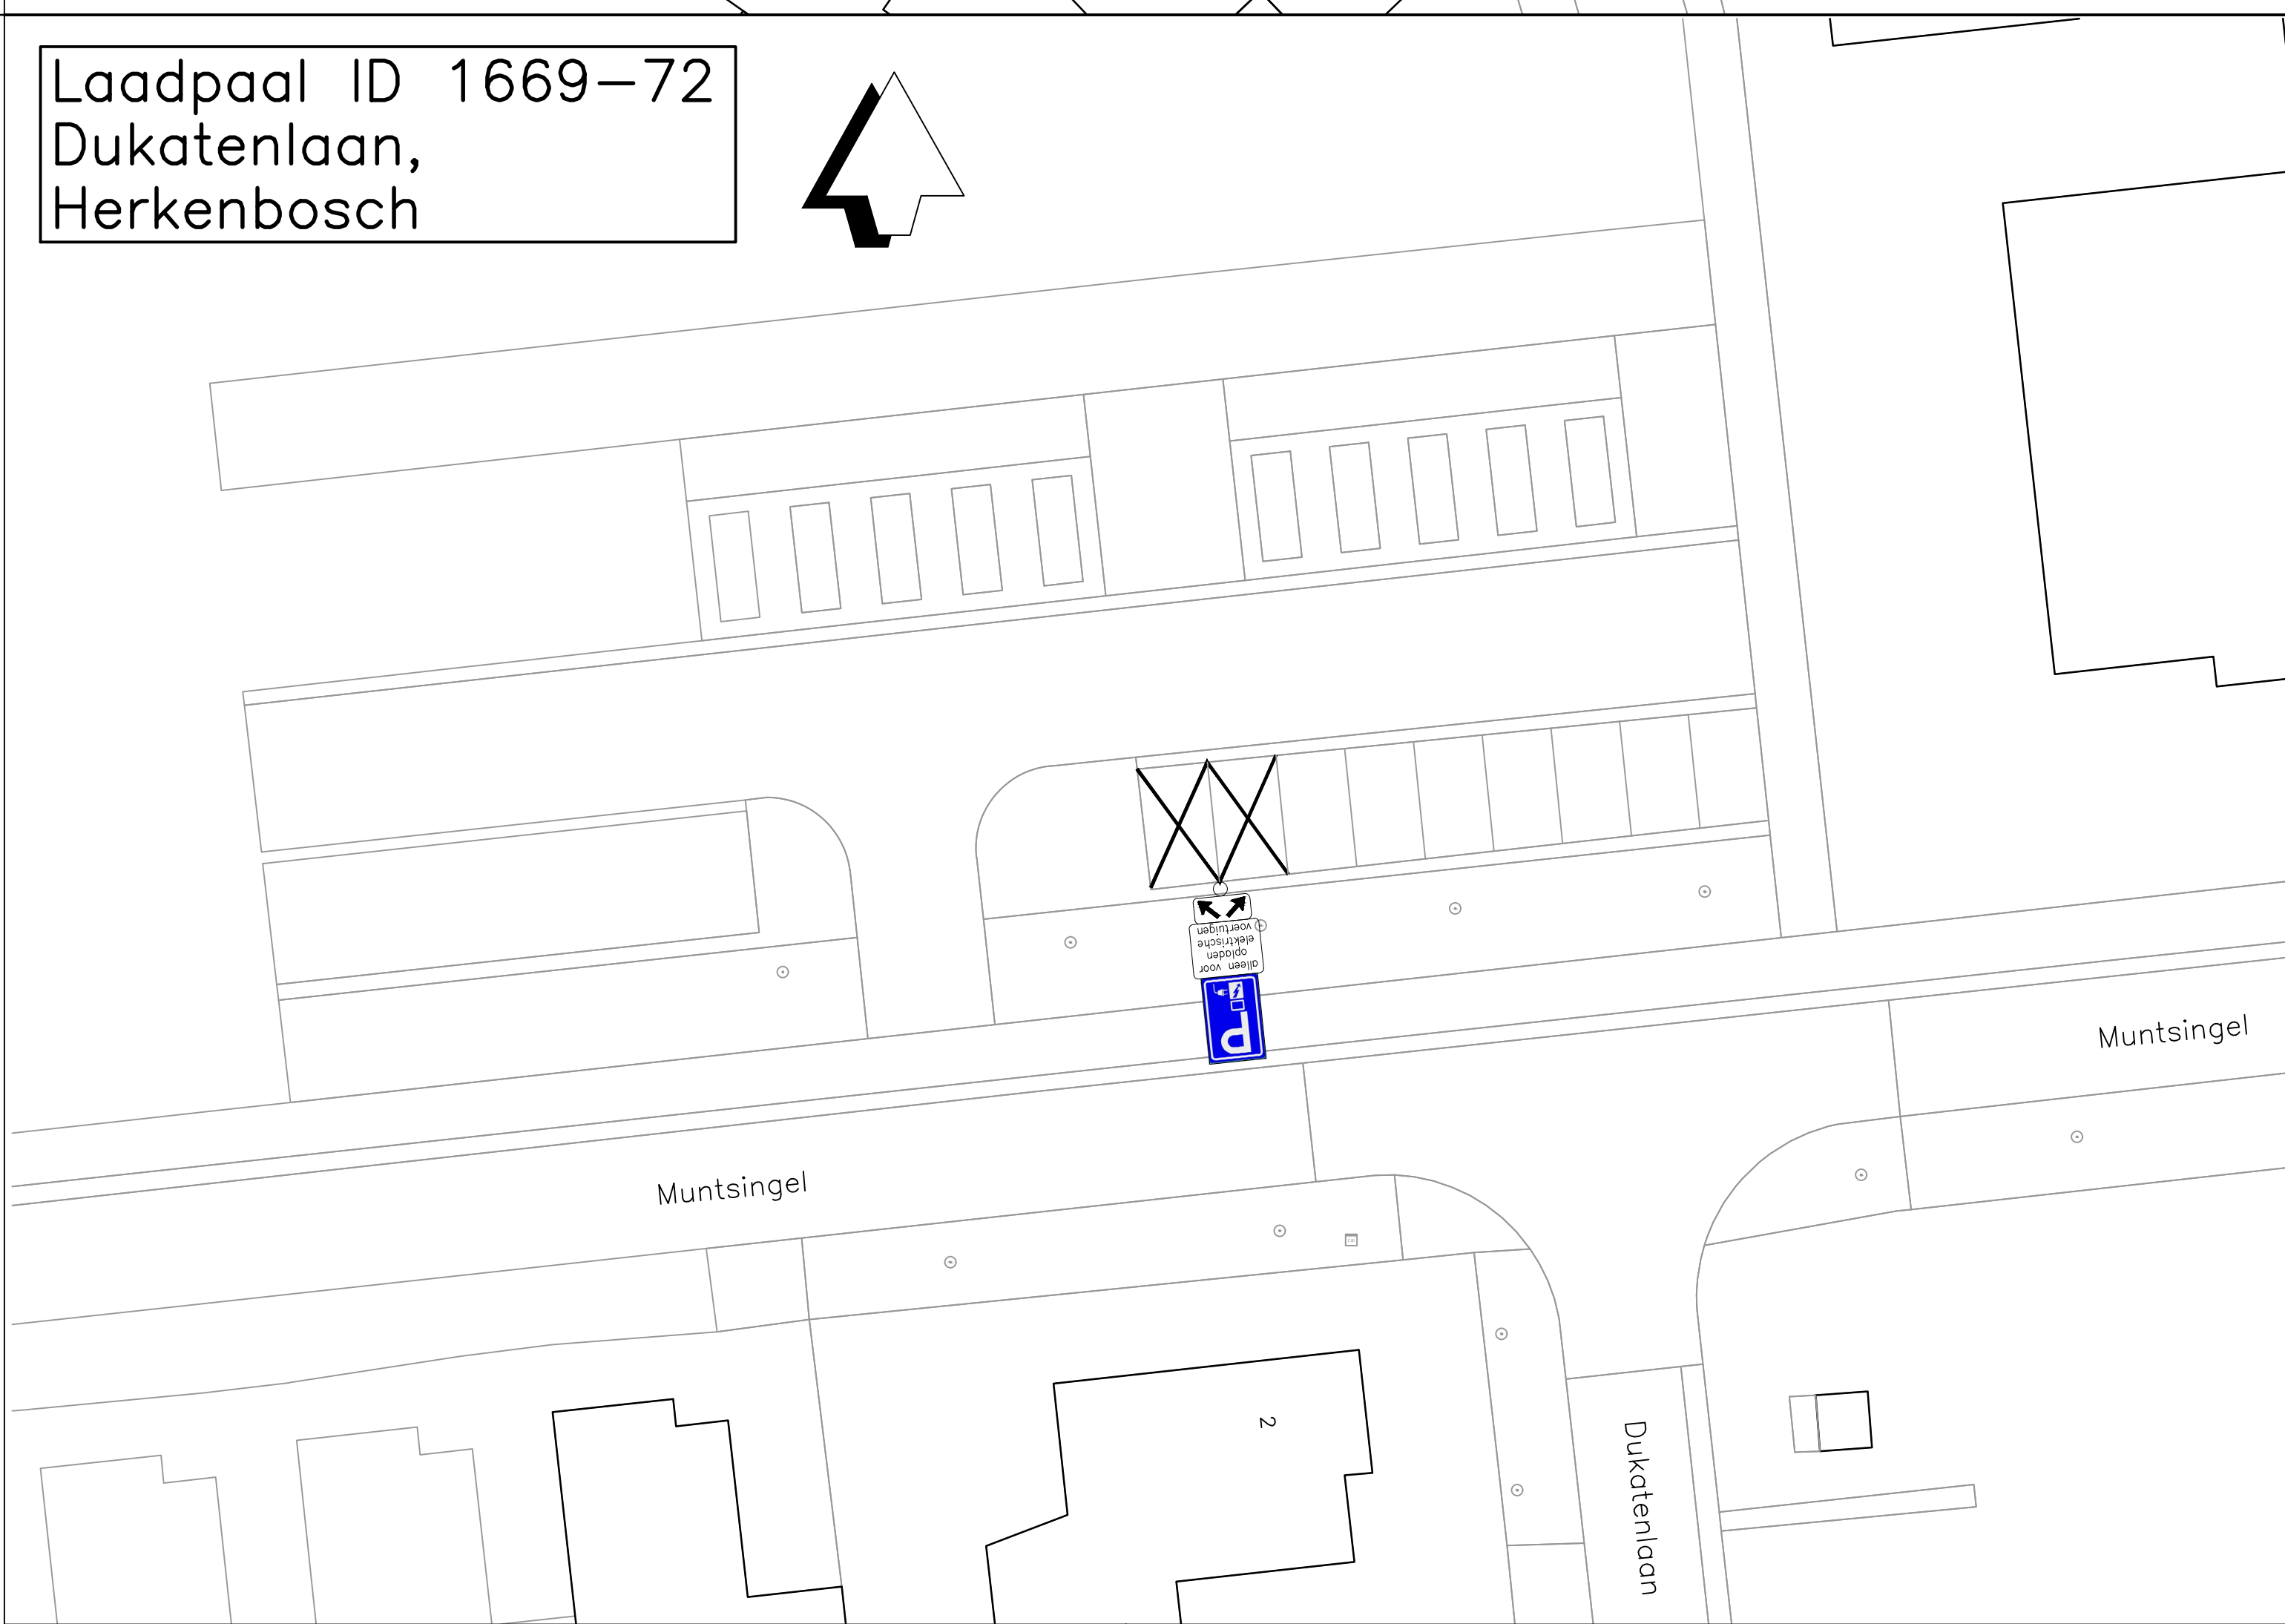 Laadpaal ID 1669-72
Dukatenlaan,
Herkenbosch
alleen voor
opladen
elektrische
voertuigen
P
Muntsingel
Muntsingel
2
Dukatenlaan